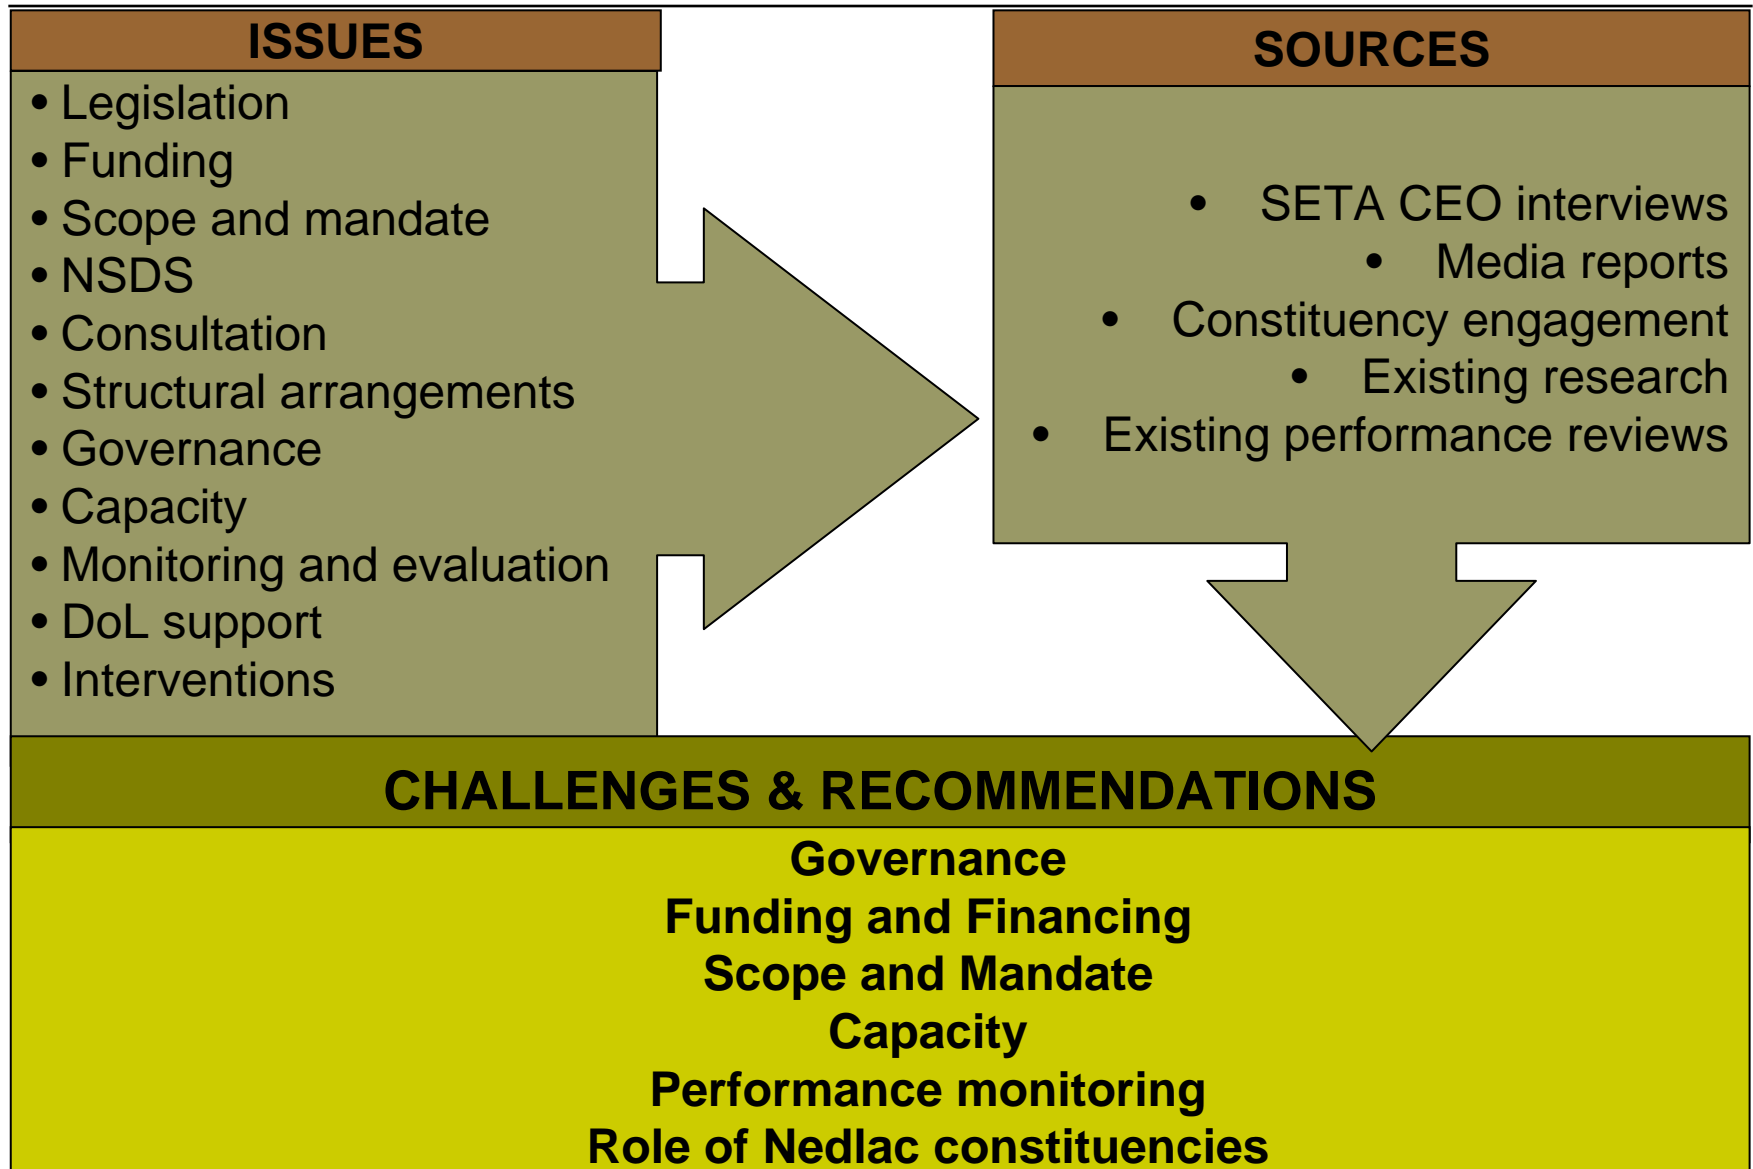 ISSUES
• Legislation
• Funding
• Scope and mandate
• NSDS
• Consultation
• Structural arrangements
• Governance
• Capacity
• Monitoring and evaluation
• DoL support
• Interventions
SOURCES
• SETA CEO interviews
• Media reports
• Constituency engagement
• Existing research
• Existing performance reviews
CHALLENGES & RECOMMENDATIONS
Governance
Funding and Financing
Scope and Mandate
Capacity
Performance monitoring
Role of Nedlac constituencies